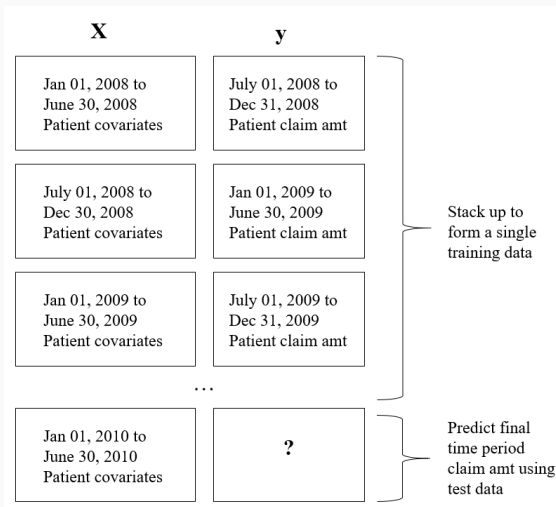 X
y
Jan 01, 2008 to
June 30, 2008
Patient covariates
July 01, 2008 to
Dec 31, 2008
Patient claim amt
July 01, 2008 to
Dec 30, 2008
Patient covariates
Jan 01, 2009 to
June 30, 2009
Patient claim amt
Stack up to
form a single
training data
Jan 01, 2009 to
June 30, 2009
Patient covariates
July 01, 2009 to
Dec 31, 2009
Patient claim amt
...
Jan 01, 2010 to
June 30, 2010
Patient covariates
?
Predict final
time period
claim amt using
test data